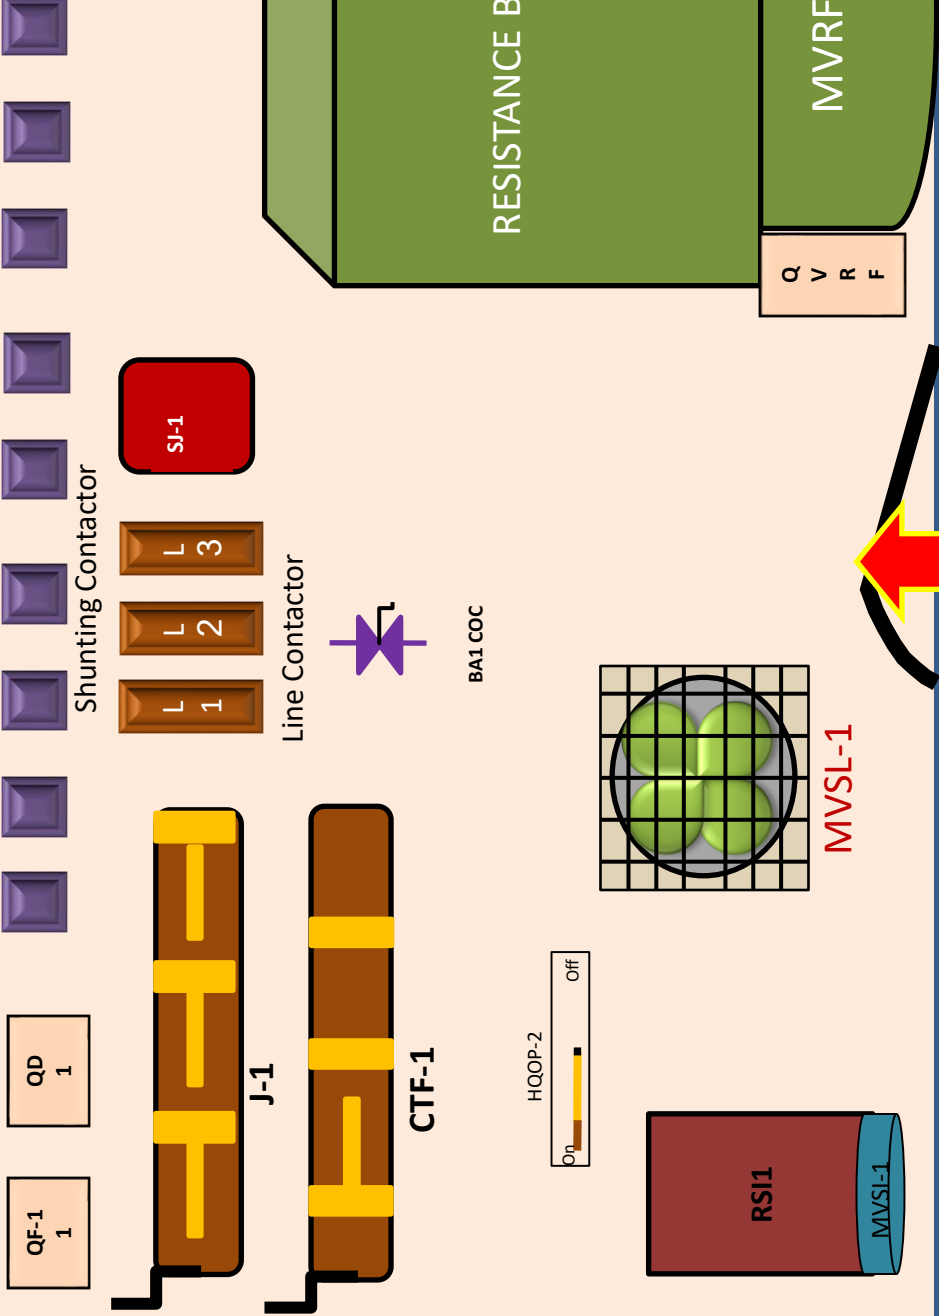 QF-1
1
QD
1
J-1
CTF-1
Shunting Contactor
L
1
L
2
L
3
Line Contactor
SJ-1
BA1 COC
RESISTANCE B
MVRF
Q
V
R
F
HQOP-2
On
Off
MVSL-1
RSI1
MVSI-1